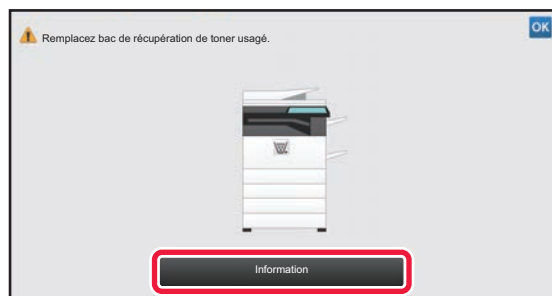 Remplacez bac de récupération de toner usagé.
OK
Information